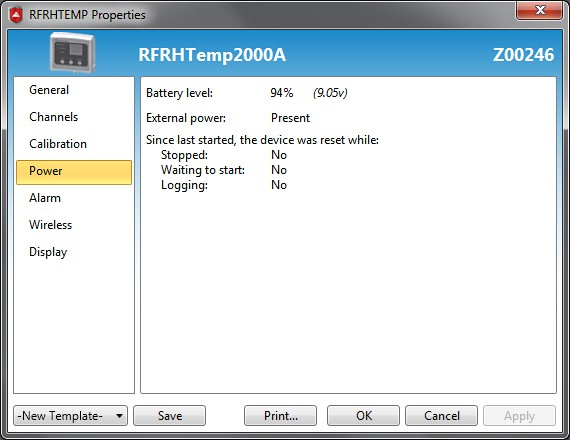 RFRHTEMP Properties
RFRHTemp2000A Z00246
General
Channels
Calibration
Power
Alarm
Wireless
Display
Battery level: 94% (9.05v)
External power: Present
Since last started, the device was reset while:
Stopped: No
Waiting to start: No
Logging: No
-New Template- Save Print... OK Cancel Apply